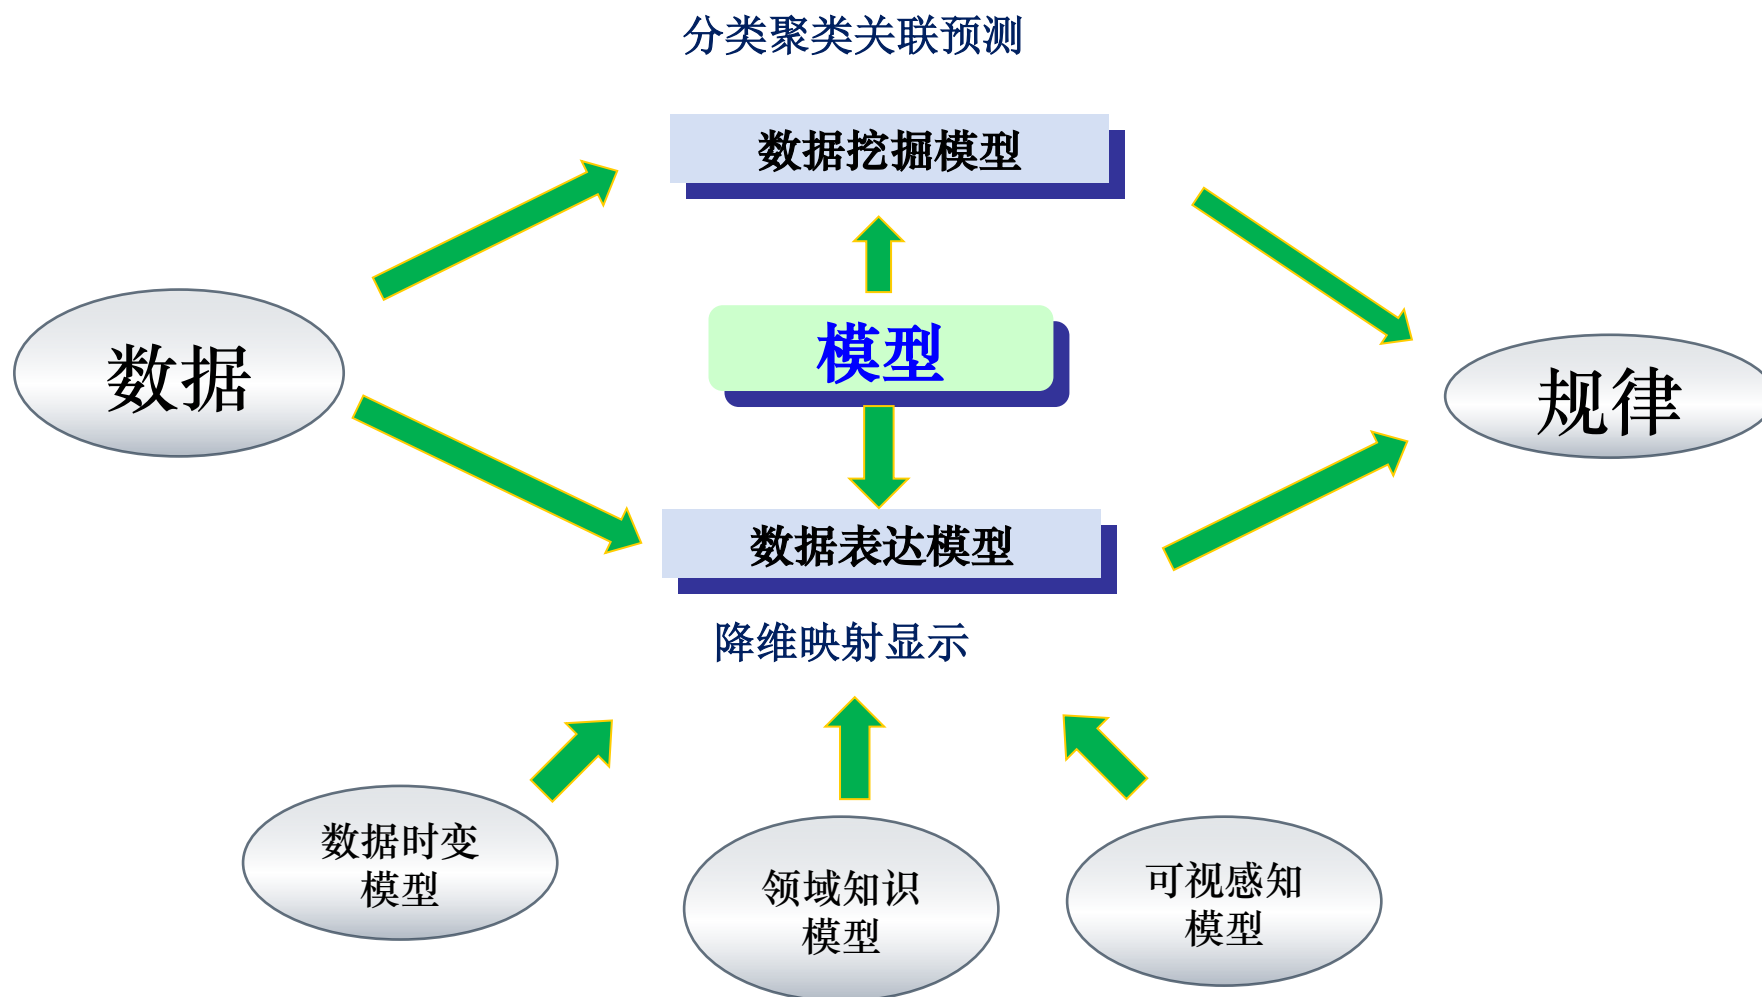 分类聚类关联预测
数据挖掘模型
模型
数据
规律
数据表达模型
降维映射显示
数据时变
模型
领域知识
模型
可视感知
模型